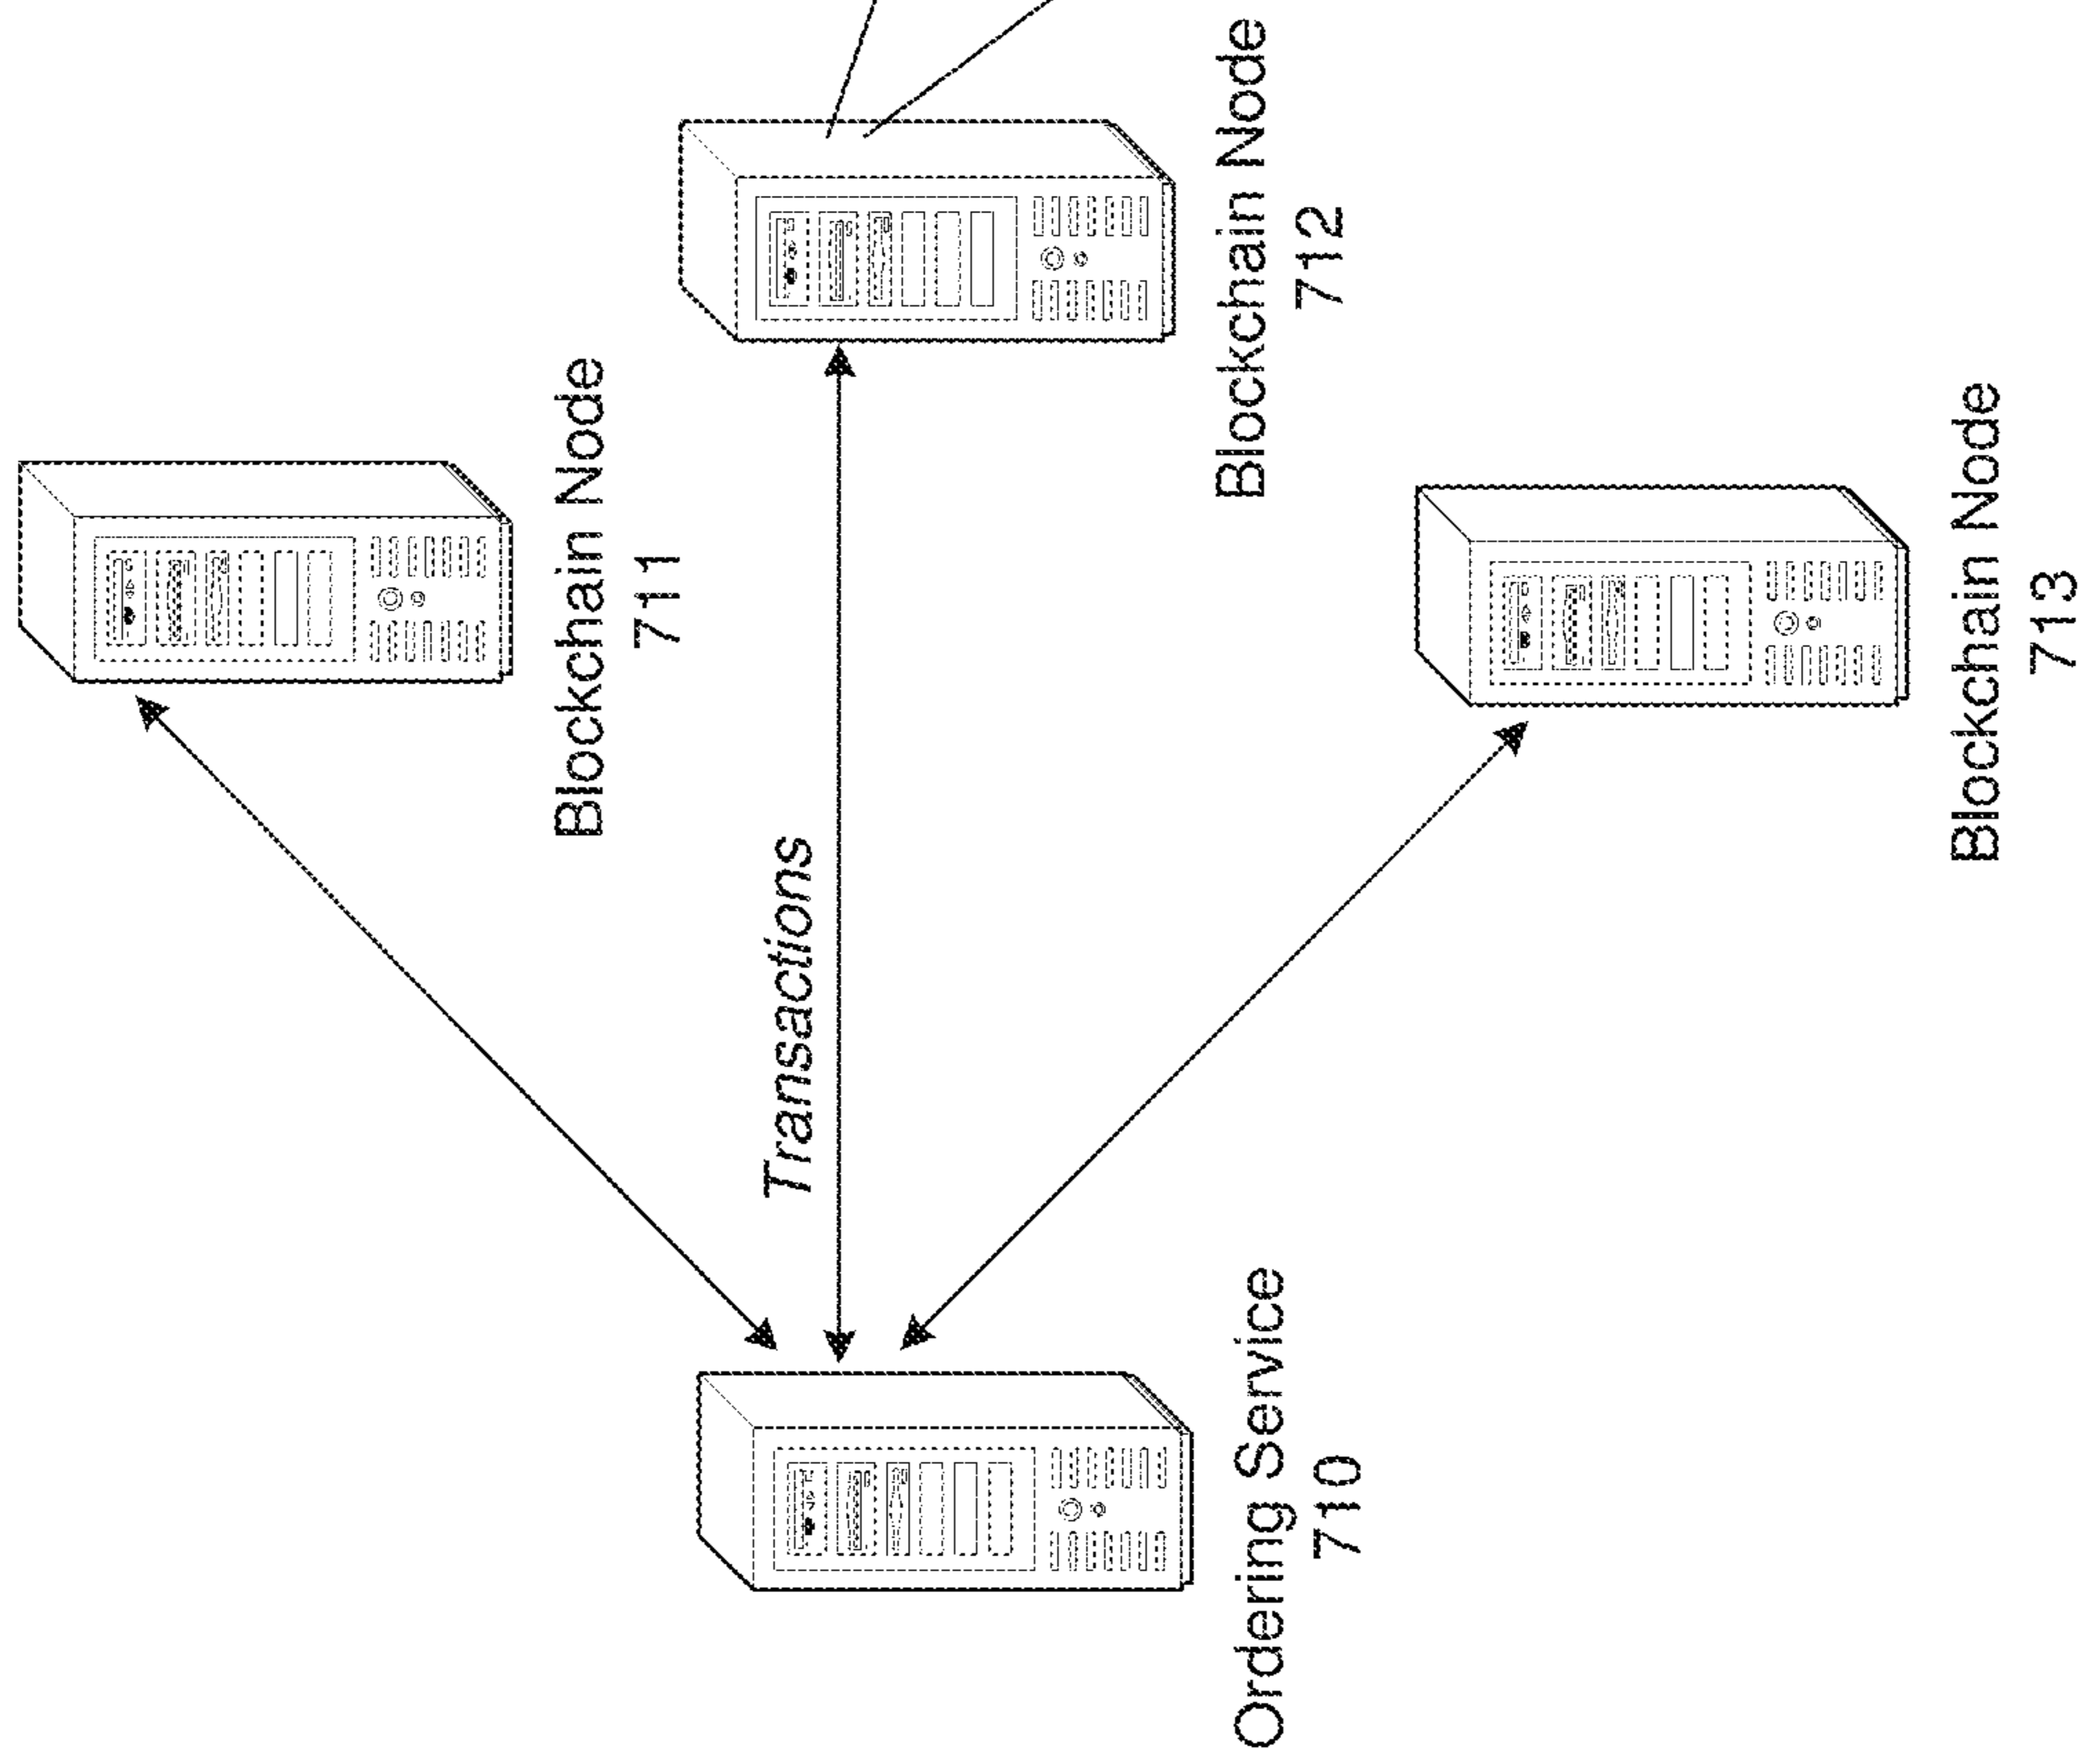 Blockchain Node
711
Transactions
Ordering Service
710
Blockchain Node
712
Blockchain Node
713